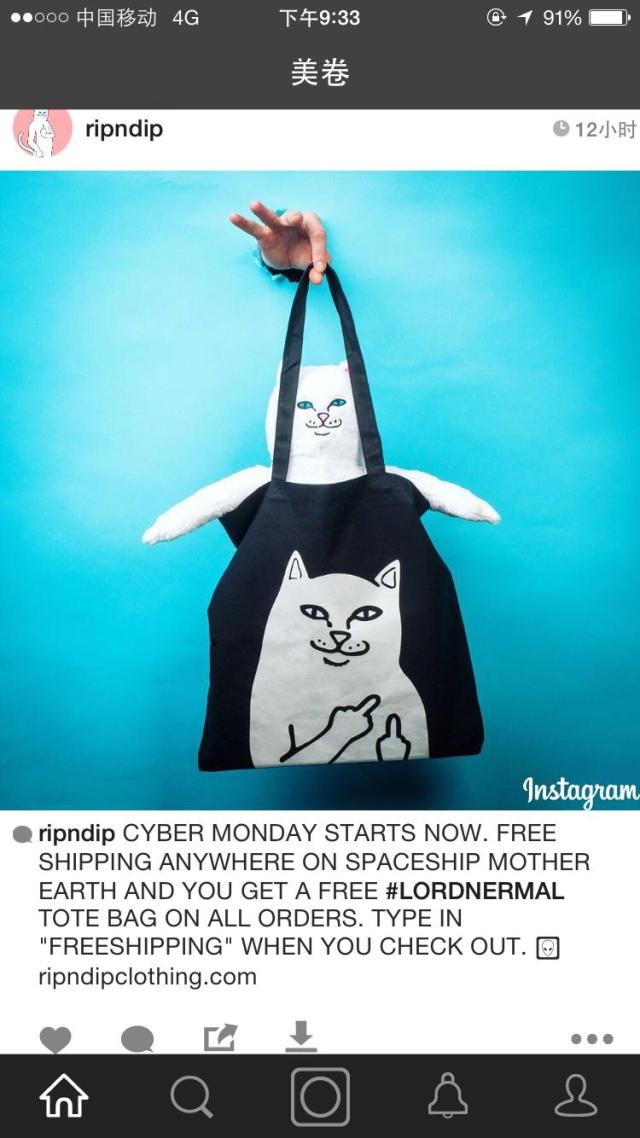 中国移动 4G 下午9:33 91%
美卷
ripndip 12小时
Instagram
ripndip CYBER MONDAY STARTS NOW. FREE
SHIPPING ANYWHERE ON SPACESHIP MOTHER
EARTH AND YOU GET A FREE #LORDNERMAL
TOTE BAG ON ALL ORDERS. TYPE IN
"FREESHIPPING" WHEN YOU CHECK OUT.
ripndipclothing.com